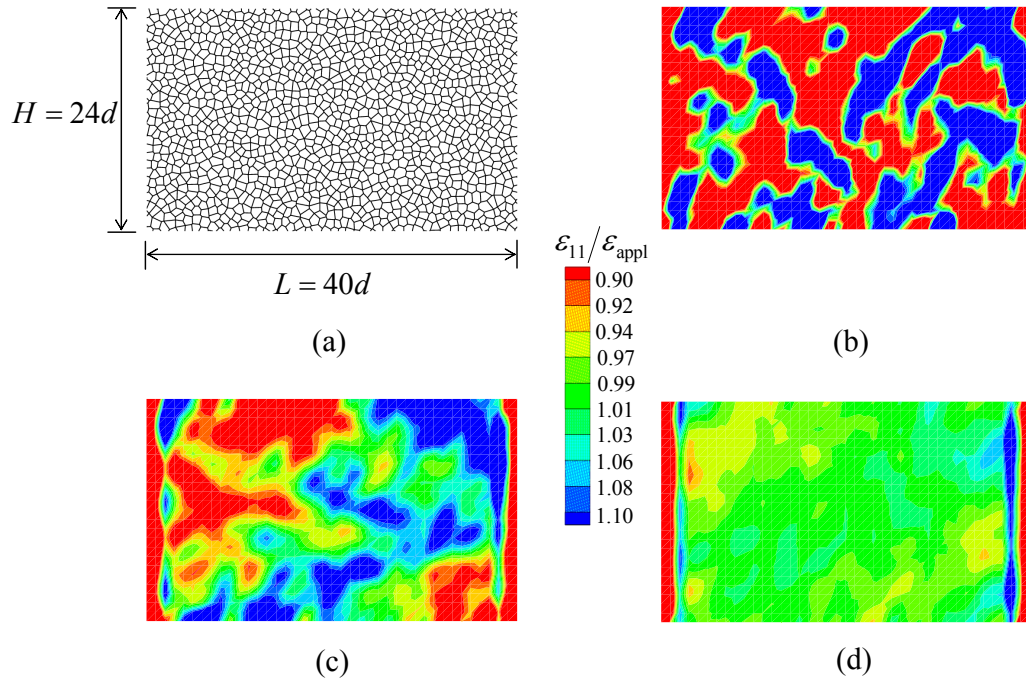 H = 24d
L = 40d
(a)
(b)
ε₁₁/ε_appl
0.90
0.92
0.94
0.97
0.99
1.01
1.03
1.06
1.08
1.10
(c)
(d)